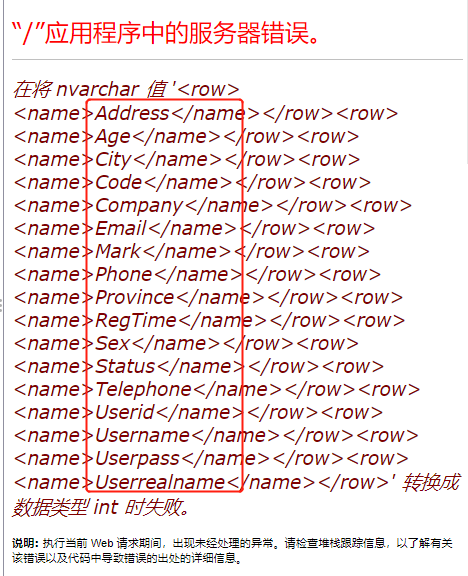 “/”应用程序中的服务器错误。
在将 nvarchar 值 '<row>
<name>Address</name></row><row>
<name>Age</name></row><row>
<name>City</name></row><row>
<name>Code</name></row><row>
<name>Company</name></row><row>
<name>Email</name></row><row>
<name>Mark</name></row><row>
<name>Phone</name></row><row>
<name>Province</name></row><row>
<name>RegTime</name></row><row>
<name>Sex</name></row><row>
<name>Status</name></row><row>
<name>Telephone</name></row><row>
<name>Userid</name></row><row>
<name>Username</name></row><row>
<name>Userpass</name></row><row>
<name>Userrealname</name></row>' 转换成
数据类型 int 时失败。
说明: 执行当前 Web 请求期间，出现未经处理的异常。请检查堆栈跟踪信息，以了解有关
该错误以及代码中导致错误的出处的详细信息。